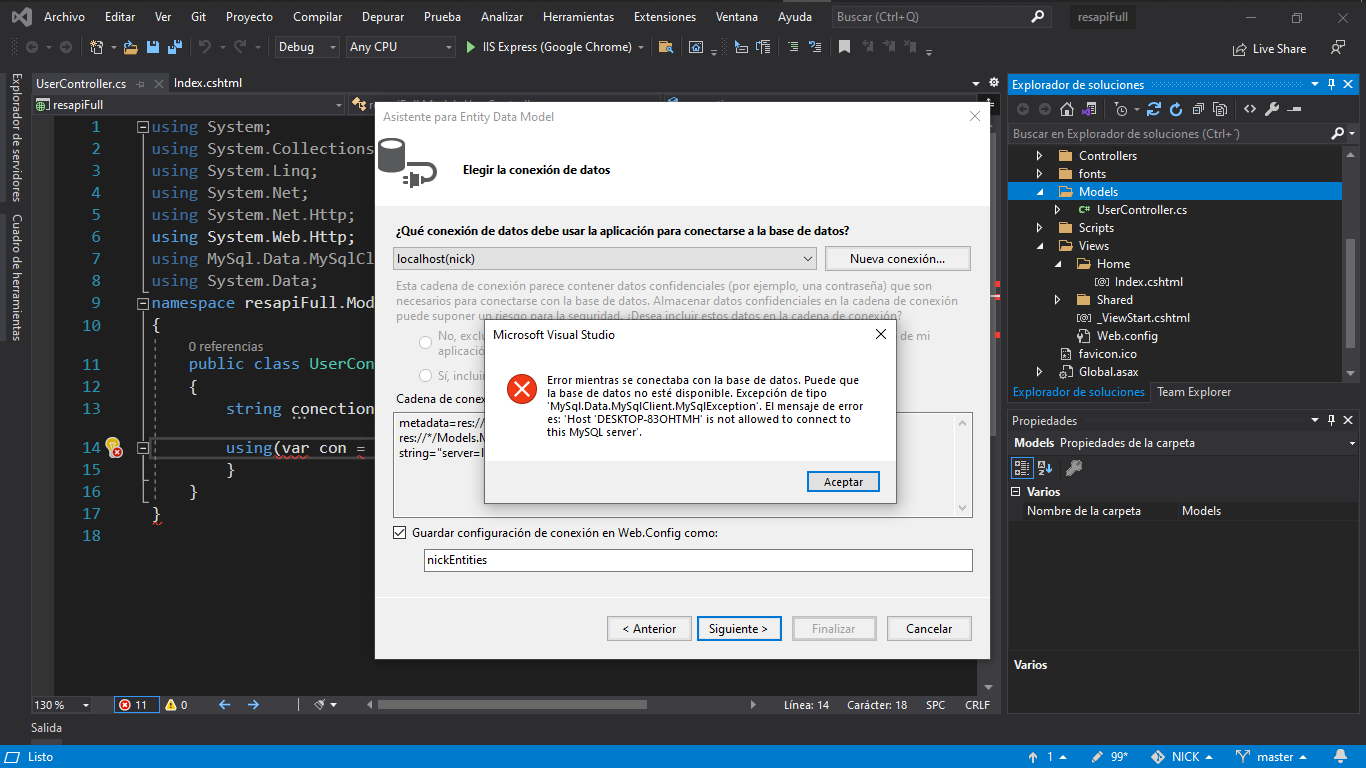 Archivo Editar Ver Git Proyecto Compilar Depurar Prueba Analizar Herramientas Extensiones Ventana Ayuda Buscar (Ctrl+Q) resapiFull
Debug Any CPU IIS Express (Google Chrome) Live Share
Explorador de servidores
Cuadro de herramientas
UserController.cs Index.cshtml
resapiFull
1 using System;
2 using System.Collections
3 using System.Linq;
4 using System.Net;
5 using System.Net.Http;
6 using System.Web.Http;
7 using MySql.Data.MySqlCl
8 using System.Data;
9 namespace resapiFull.Mod
10 {
0 referencias
11 public class UserCon
12 {
13 string conection
14 using(var con =
15 }
16 }
17 }
18
Asistente para Entity Data Model
Elegir la conexión de datos
¿Qué conexión de datos debe usar la aplicación para conectarse a la base de datos?
localhost(nick) Nueva conexión...
Esta cadena de conexión parece contener datos confidenciales (por ejemplo, una contraseña) que son
necesarios para conectarse con la base de datos. Almacenar datos confidenciales en la cadena de conexión
puede suponer un riesgo para la seguridad. ¿Desea incluir estos datos en la cadena de conexión?
No, exclu de mi
aplicació
Sí, incluir
Cadena de conex
metadata=res://
res://*/Models.M
string="server=l
Microsoft Visual Studio
Error mientras se conectaba con la base de datos. Puede que
la base de datos no esté disponible. Excepción de tipo
'MySql.Data.MySqlClient.MySqlException'. El mensaje de error
es: 'Host 'DESKTOP-83OHTMH' is not allowed to connect to
this MySQL server'.
Aceptar
Guardar configuración de conexión en Web.Config como:
nickEntities
< Anterior Siguiente > Finalizar Cancelar
Explorador de soluciones
Buscar en Explorador de soluciones (Ctrl+´)
Controllers
fonts
Models
C# UserController.cs
Scripts
Views
Home
Index.cshtml
Shared
_ViewStart.cshtml
Web.config
favicon.ico
Global.asax
Explorador de soluciones Team Explorer
Propiedades
Models Propiedades de la carpeta
Varios
Nombre de la carpeta Models
Varios
130 % 11 0 Línea: 14 Carácter: 18 SPC CRLF
Salida
Listo 1 99* NICK master